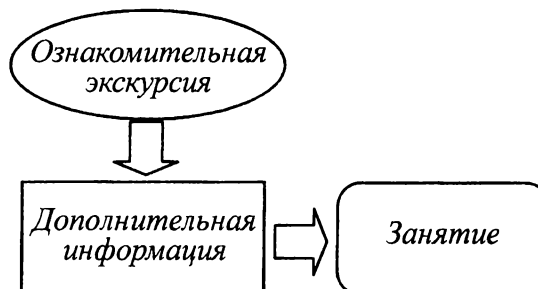 Ознакомительная
экскурсия
Дополнительная
информация
Занятие